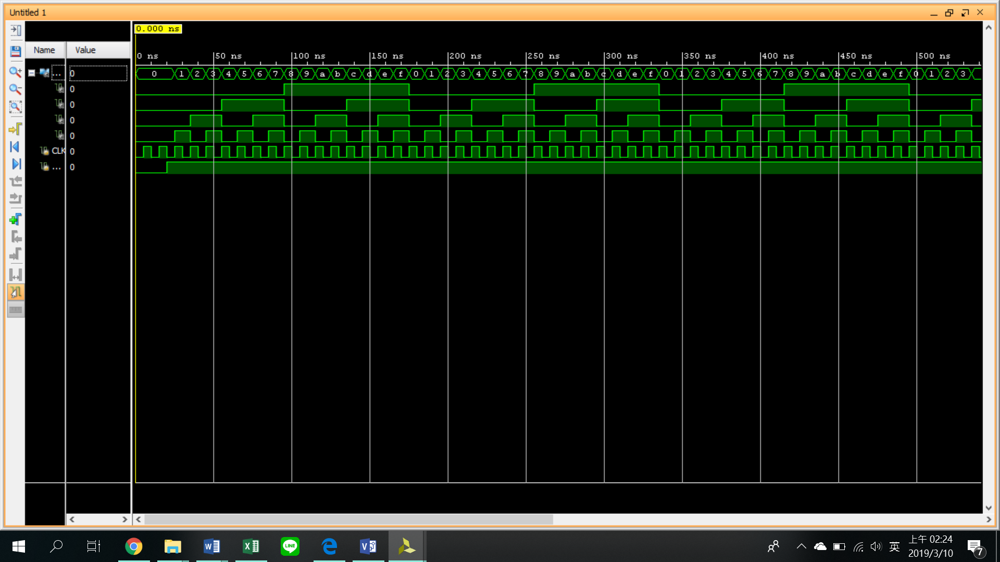 Untitled 1
0.000 ns
Name Value
0 ns 50 ns 100 ns 150 ns 200 ns 250 ns 300 ns 350 ns 400 ns 450 ns 500 ns
... 0 0 1 2 3 4 5 6 7 8 9 a b c d e f 0 1 2 3 4 5 6 7 8 9 a b c d e f 0 1 2 3 4 5 6 7 8 9 a b c d e f 0 1 2 3
0
0
0
0
CLK 0
... 0
W X LINE e V
英
上午 02:24
2019/3/10
7